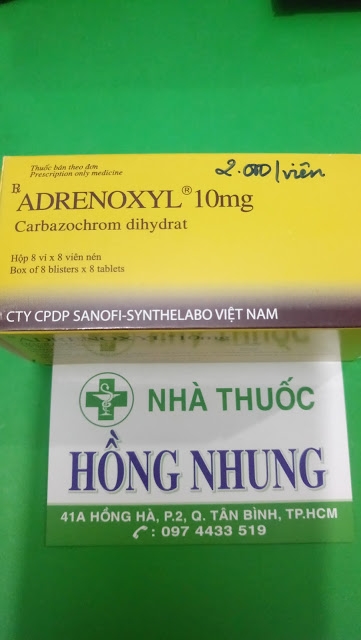 Thuốc bán theo đơn
Prescription only medicine
2.000/viên
Rx ADRENOXYL® 10mg
Carbazochrom dihydrat
Hộp 8 vỉ x 8 viên nén
Box of 8 blisters x 8 tablets
CTY CPDP SANOFI-SYNTHELABO VIỆT NAM
NHÀ THUỐC
HỒNG NHUNG
41A HỒNG HÀ, P.2, Q. TÂN BÌNH, TP.HCM
: 097 4433 519